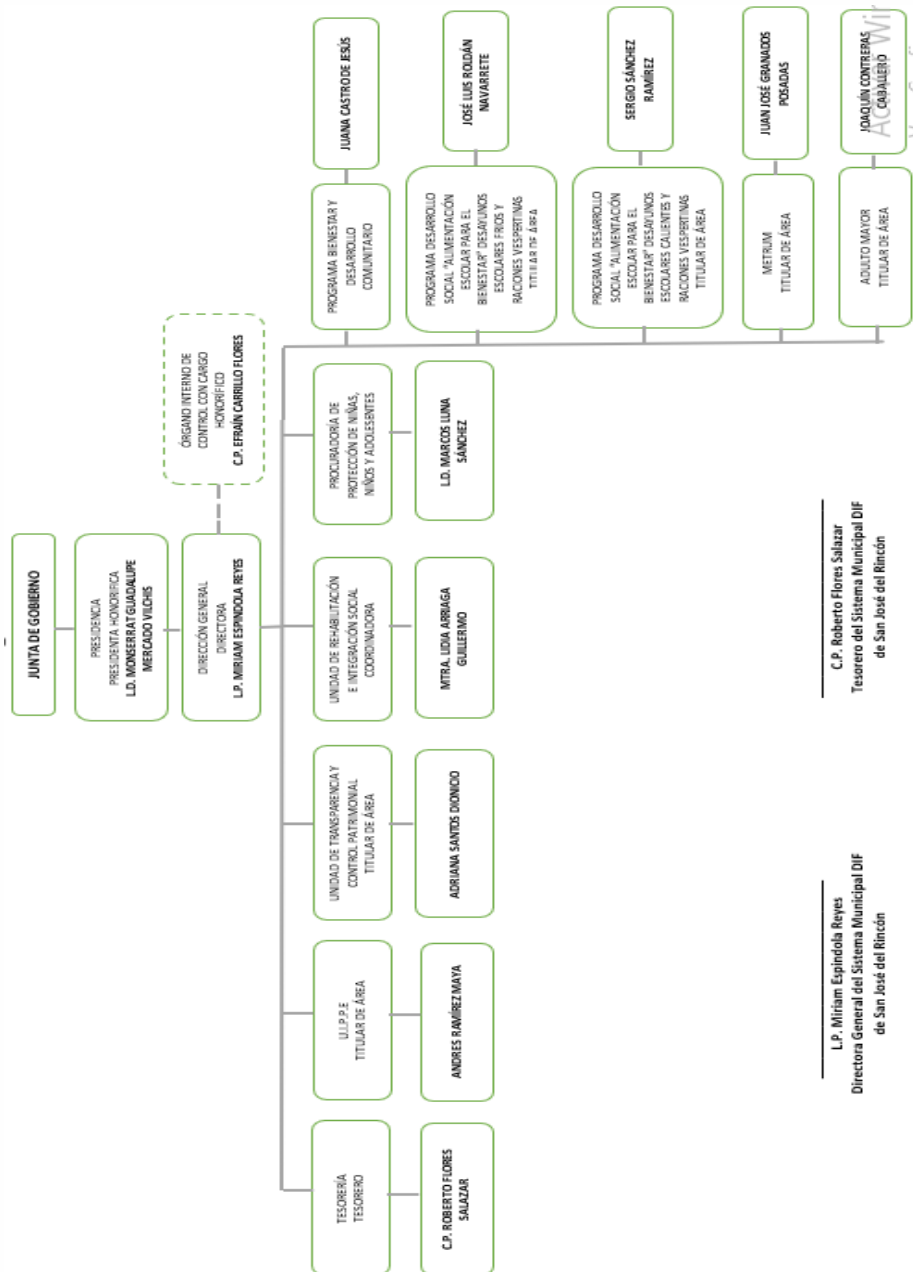 JUNTA DE GOBIERNO
PRESIDENCIA
PRESIDENTA HONORIFICA
L.D. MONSERRAT GUADALUPE
MERCADO VILCHIS
DIRECCIÓN GENERAL
DIRECTORA
L.P. MIRIAM ESPINDOLA REYES
ÓRGANO INTERNO DE
CONTROL CON CARGO
HONORÍFICO
C.P. EFRAÍN CARRILLO FLORES
TESORERÍA
TESORERO
C.P. ROBERTO FLORES
SALAZAR
U.I.P.P.E
TITULAR DE ÁREA
ANDRES RAMÍREZ MAYA
UNIDAD DE TRANSPARENCIA Y
CONTROL PATRIMONIAL
TITULAR DE ÁREA
ADRIANA SANTOS DIONICIO
UNIDAD DE REHABILITACIÓN
E INTEGRACIÓN SOCIAL
COORDINADORA
MTRA. LIDIA ARRIAGA
GUILLERMO
PROCURADORÍA DE
PROTECCIÓN DE NIÑAS,
NIÑOS Y ADOLESENTES
L.D. MARCOS LUNA
SÁNCHEZ
PROGRAMA BIENESTAR Y
DESARROLLO
COMUNITARIO
JUANA CASTRO DE JESÚS
PROGRAMA DESARROLLO
SOCIAL "ALIMENTACIÓN
ESCOLAR PARA EL
BIENESTAR" DESAYUNOS
ESCOLARES FRIOS Y
RACIONES VESPERTINAS
TITULAR DE ÁREA
JOSÉ LUIS ROLDÁN
NAVARRETE
PROGRAMA DESARROLLO
SOCIAL "ALIMENTACIÓN
ESCOLAR PARA EL
BIENESTAR" DESAYUNOS
ESCOLARES CALIENTES Y
RACIONES VESPERTINAS
TITULAR DE ÁREA
SERGIO SÁNCHEZ
RAMÍREZ
METRUM
TITULAR DE ÁREA
JUAN JOSÉ GRANADOS
POSADAS
ADULTO MAYOR
TITULAR DE ÁREA
JOAQUÍN CONTRERAS
CABALLERO
Activar Wir
L.P. Miriam Espindola Reyes
Directora General del Sistema Municipal DIF
de San José del Rincón
C.P. Roberto Flores Salazar
Tesorero del Sistema Municipal DIF
de San José del Rincón